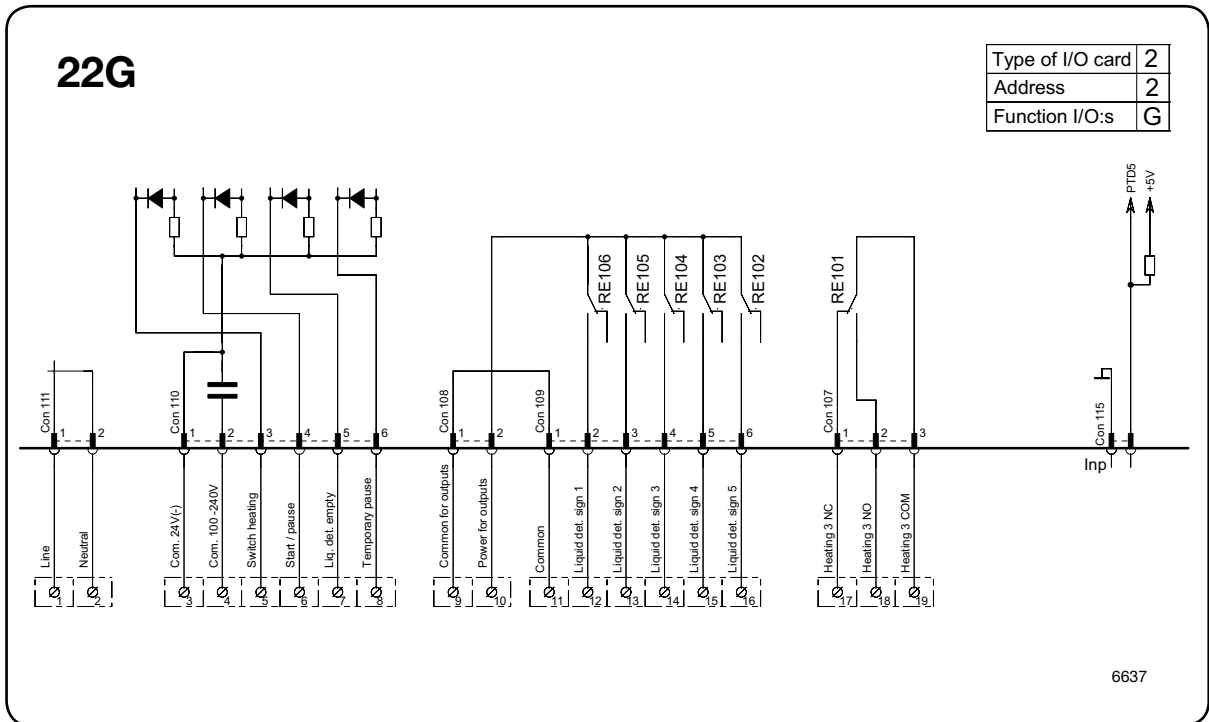 22G
Type of I/O card 2
Address 2
Function I/O:s G
PTD5
+5V
RE106
RE105
RE104
RE103
RE102
RE101
Con 111
1
2
Con 110
1
2
3
4
5
6
Con 108
1
2
Con 109
1
2
3
4
5
6
Con 107
1
2
3
Con 115
Inp
Line
Neutral
Com. 24V(-)
Com. 100 -240V
Switch heating
Start / pause
Liq. det. empty
Temporary pause
Common for outputs
Power for outputs
Common
Liquid det. sign 1
Liquid det. sign 2
Liquid det. sign 3
Liquid det. sign 4
Liquid det. sign 5
Heating 3 NC
Heating 3 NO
Heating 3 COM
1
2
3
4
5
6
7
8
9
10
11
12
13
14
15
16
17
18
19
6637